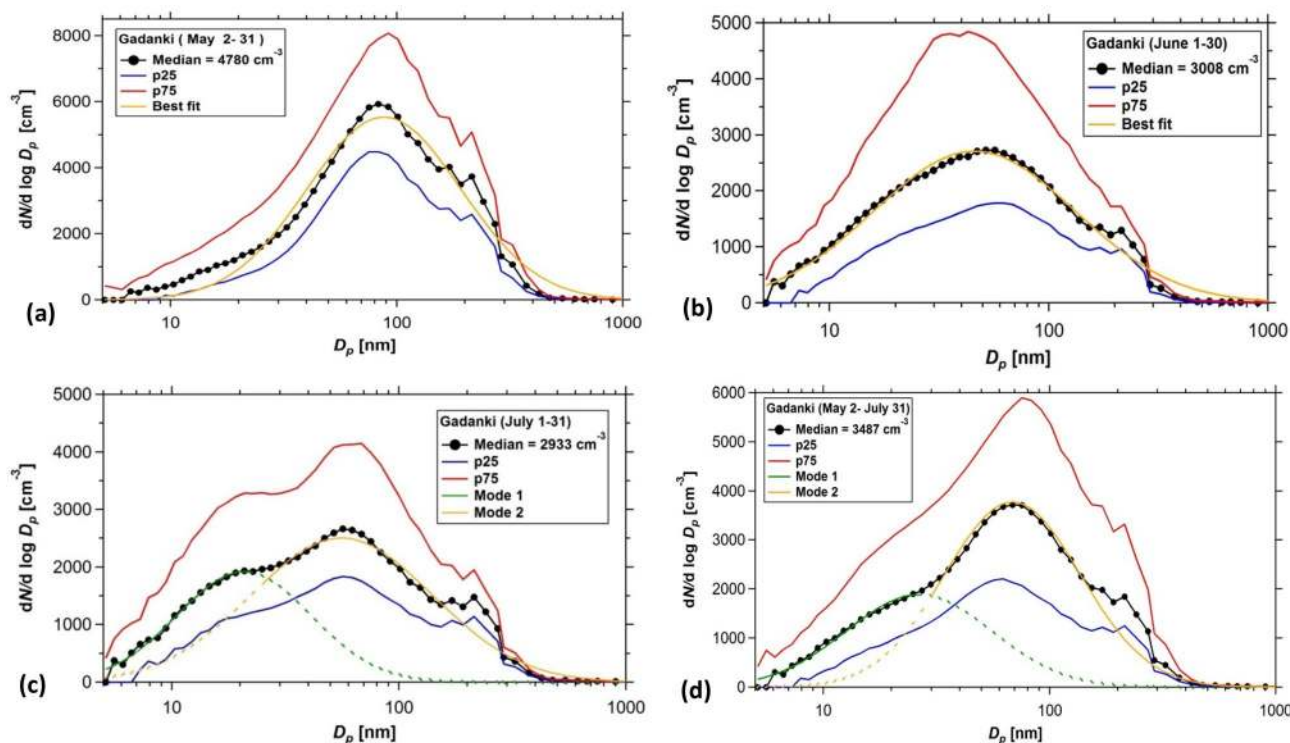 8000
6000
4000
2000
0
dN/d log Dp [cm-3]
Gadanki ( May 2- 31 )
Median = 4780 cm-3
p25
p75
Best fit
10
100
1000
Dp [nm]
(a)
5000
4000
3000
2000
1000
0
dN/d log Dp [cm-3]
Gadanki (June 1-30)
Median = 3008 cm-3
p25
p75
Best fit
10
100
1000
Dp [nm]
(b)
5000
4000
3000
2000
1000
0
dN/d log Dp [cm-3]
Gadanki (July 1-31)
Median = 2933 cm-3
p25
p75
Mode 1
Mode 2
10
100
1000
Dp [nm]
(c)
6000
5000
4000
3000
2000
1000
0
dN/d log Dp [cm-3]
Gadanki (May 2- July 31)
Median = 3487 cm-3
p25
p75
Mode 1
Mode 2
10
100
1000
Dp [nm]
(d)